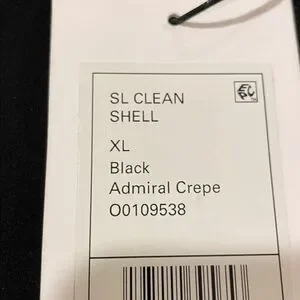 SL CLEAN
SHELL
XL
Black
Admiral Crepe
O0109538